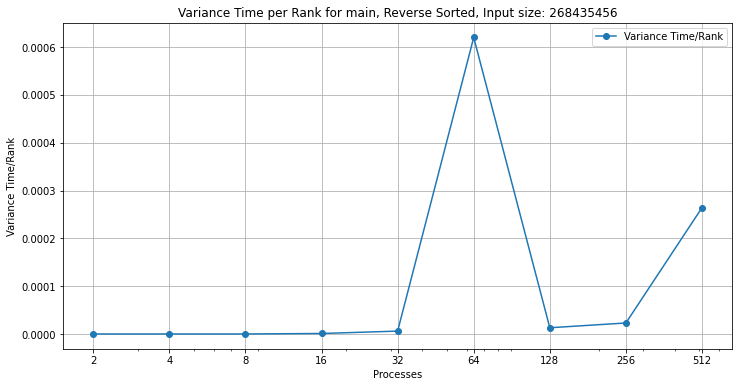 Variance Time per Rank for main, Reverse Sorted, Input size: 268435456
Variance Time/Rank
0.0006
0.0005
0.0004
0.0003
0.0002
0.0001
0.0000
Variance Time/Rank
2 4 8 16 32 64 128 256 512
Processes